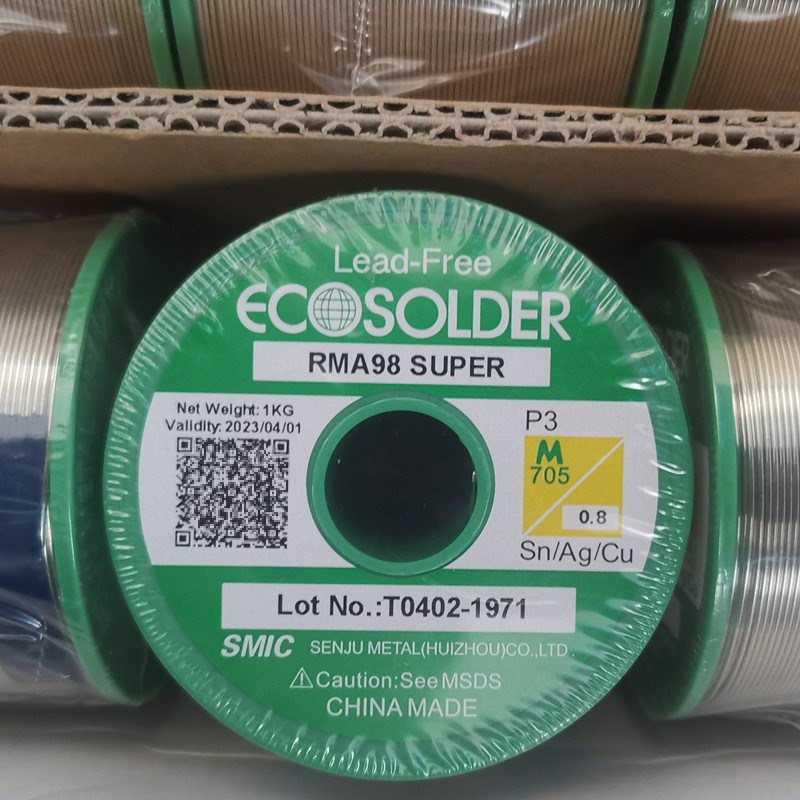 Lead-Free
ECOSOLDER
RMA98 SUPER
Net Weight: 1KG
Validity: 2023/04/01
P3
M
705
0.8
Sn/Ag/Cu
Lot No.:T0402-1971
SMIC SENJU METAL(HUIZHOU)CO.,LTD.
⚠Caution:See MSDS
CHINA MADE
LDER